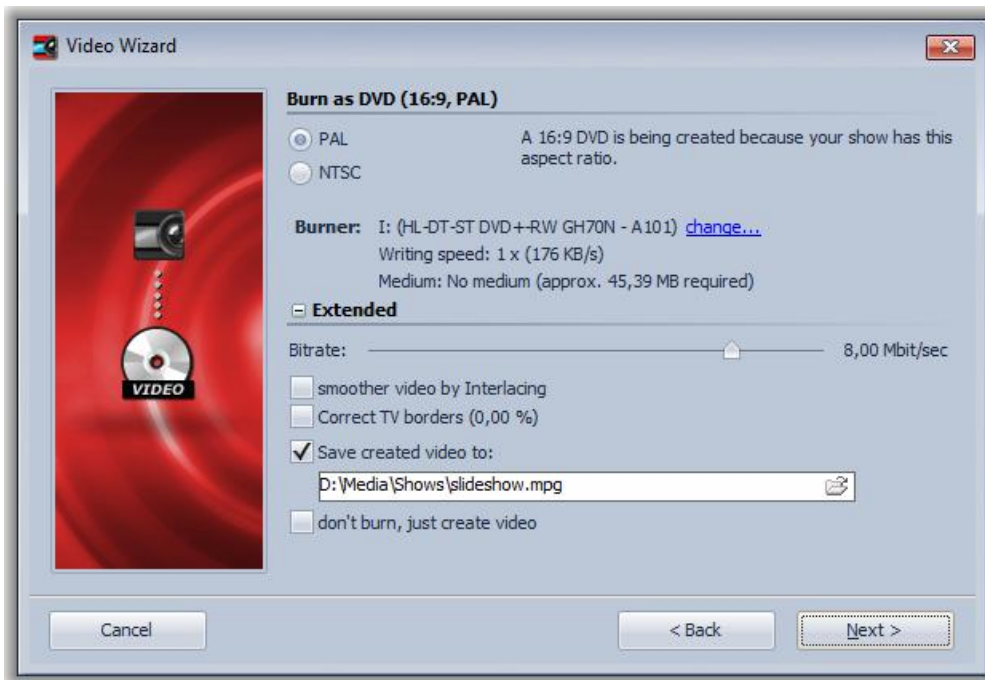 Video Wizard
Burn as DVD (16:9, PAL)
PAL
A 16:9 DVD is being created because your show has this
aspect ratio.
NTSC
Burner: I: (HL-DT-ST DVD+-RW GH70N - A101) change...
Writing speed: 1 x (176 KB/s)
Medium: No medium (approx. 45,39 MB required)
Extended
Bitrate: 8,00 Mbit/sec
VIDEO
smoother video by Interlacing
Correct TV borders (0,00 %)
Save created video to:
D:\Media\Shows\slideshow.mpg
don't burn, just create video
Cancel
< Back
Next >